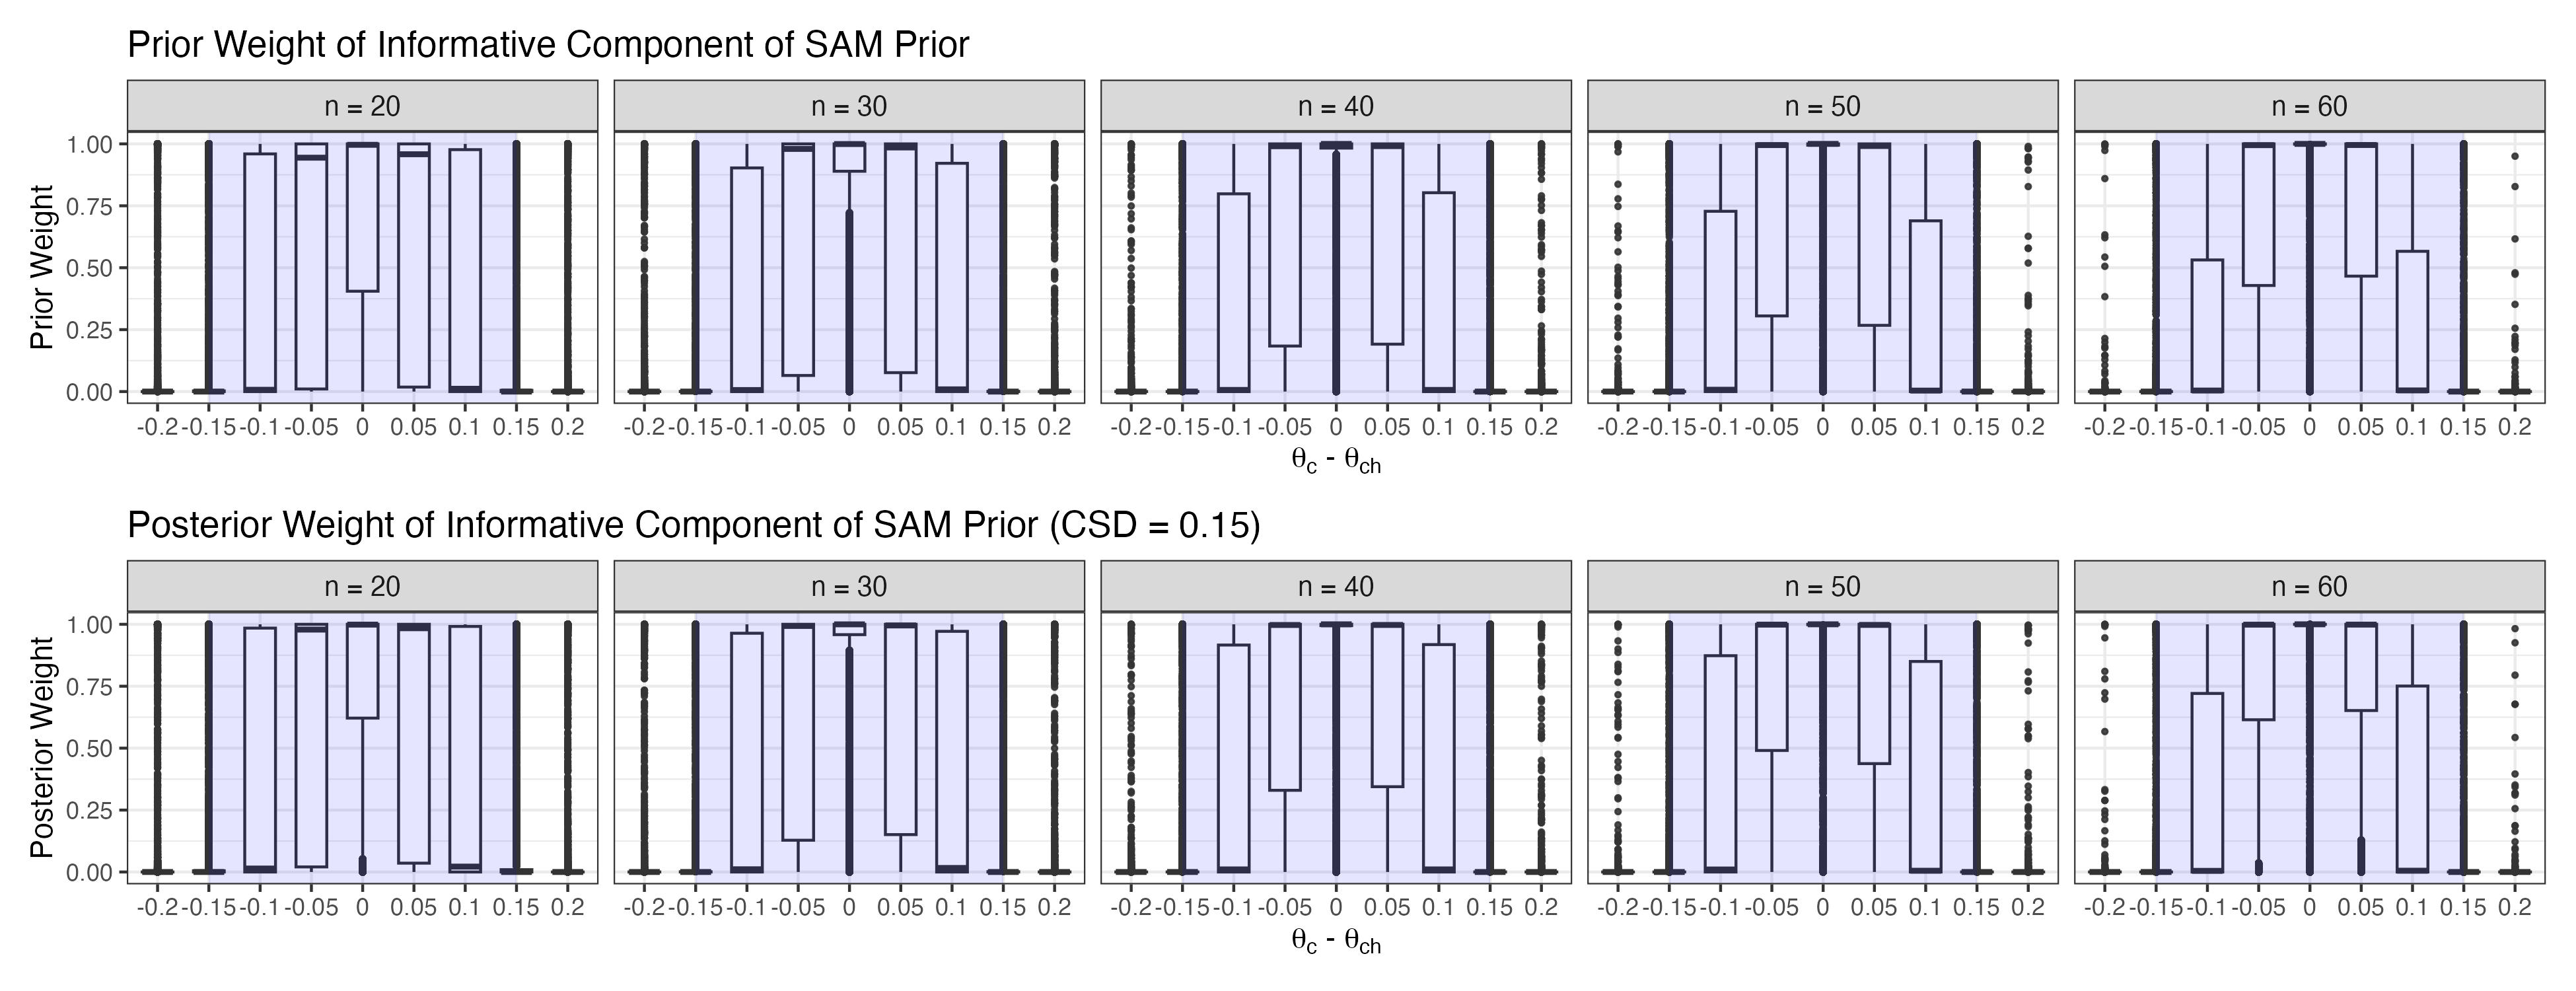 Prior Weight of Informative Component of SAM Prior
n = 20 n = 30 n = 40 n = 50 n = 60
Prior Weight
1.00
0.75
0.50
0.25
0.00
-0.2 -0.15 -0.1 -0.05 0 0.05 0.1 0.15 0.2 -0.2 -0.15 -0.1 -0.05 0 0.05 0.1 0.15 0.2 -0.2 -0.15 -0.1 -0.05 0 0.05 0.1 0.15 0.2 -0.2 -0.15 -0.1 -0.05 0 0.05 0.1 0.15 0.2 -0.2 -0.15 -0.1 -0.05 0 0.05 0.1 0.15 0.2
θc - θch
Posterior Weight of Informative Component of SAM Prior (CSD = 0.15)
n = 20 n = 30 n = 40 n = 50 n = 60
Posterior Weight
1.00
0.75
0.50
0.25
0.00
-0.2 -0.15 -0.1 -0.05 0 0.05 0.1 0.15 0.2 -0.2 -0.15 -0.1 -0.05 0 0.05 0.1 0.15 0.2 -0.2 -0.15 -0.1 -0.05 0 0.05 0.1 0.15 0.2 -0.2 -0.15 -0.1 -0.05 0 0.05 0.1 0.15 0.2 -0.2 -0.15 -0.1 -0.05 0 0.05 0.1 0.15 0.2
θc - θch